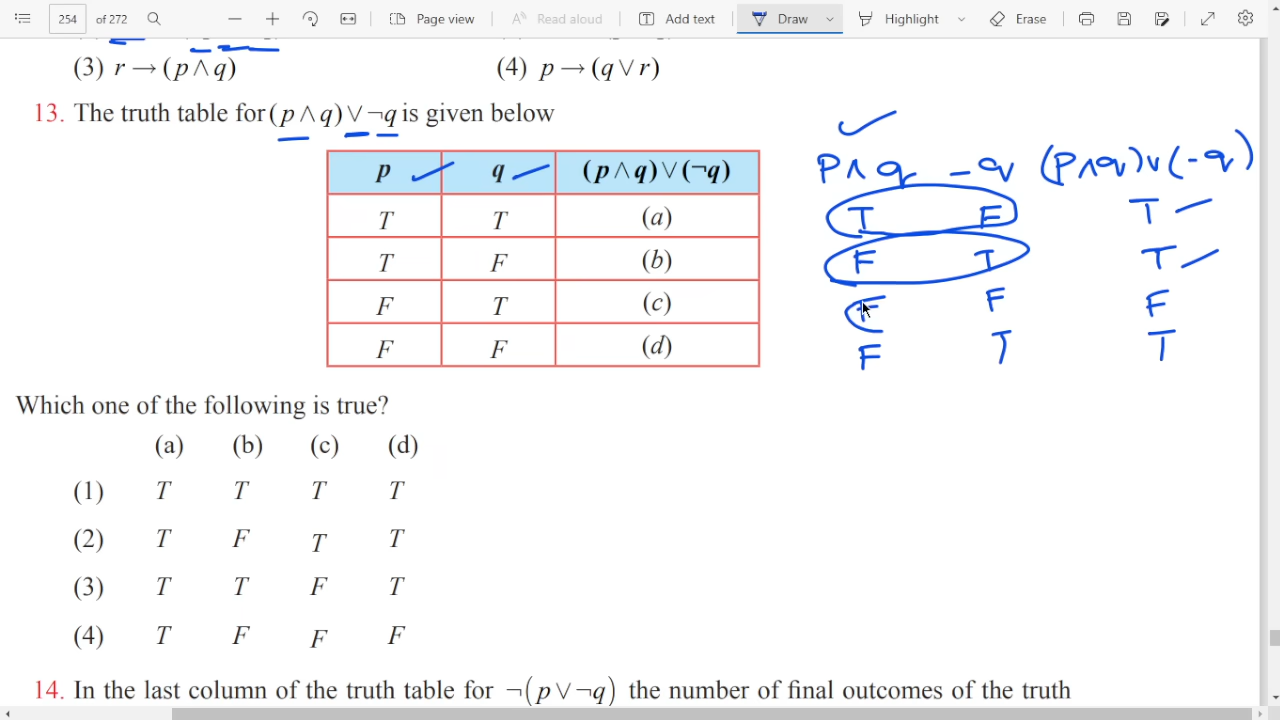 254 of 272 Page view Read aloud Add text Draw Highlight Erase
(3) r → (p ∧ q) (4) p → (q ∨ r)
13. The truth table for (p ∧ q) ∨ ¬q is given below
p q (p ∧ q) ∨ (¬q) p ∧ q ¬ q (p ∧ q) ∨ (¬ q)
T T (a) T F T
T F (b) F T T
F T (c) F F F
F F (d) F T T
Which one of the following is true?
(a) (b) (c) (d)
(1) T T T T
(2) T F T T
(3) T T F T
(4) T F F F
14. In the last column of the truth table for ¬(p ∨ ¬q) the number of final outcomes of the truth